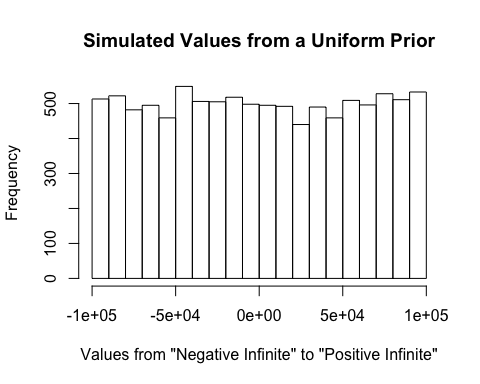 Simulated Values from a Uniform Prior
Frequency
500
300
100
0
-1e+05 -5e+04 0e+00 5e+04 1e+05
Values from "Negative Infinite" to "Positive Infinite"